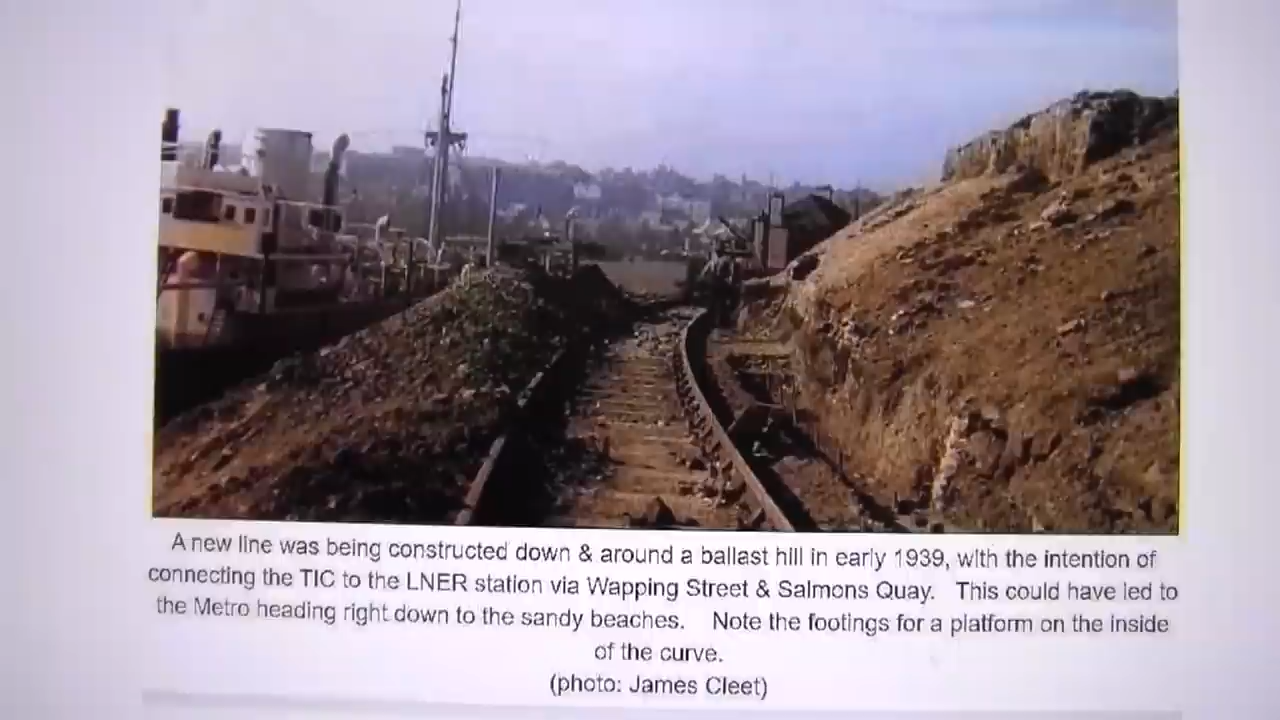 A new line was being constructed down & around a ballast hill in early 1939, with the intention of
connecting the TIC to the LNER station via Wapping Street & Salmons Quay. This could have led to
the Metro heading right down to the sandy beaches. Note the footings for a platform on the inside
of the curve.
(photo: James Cleet)